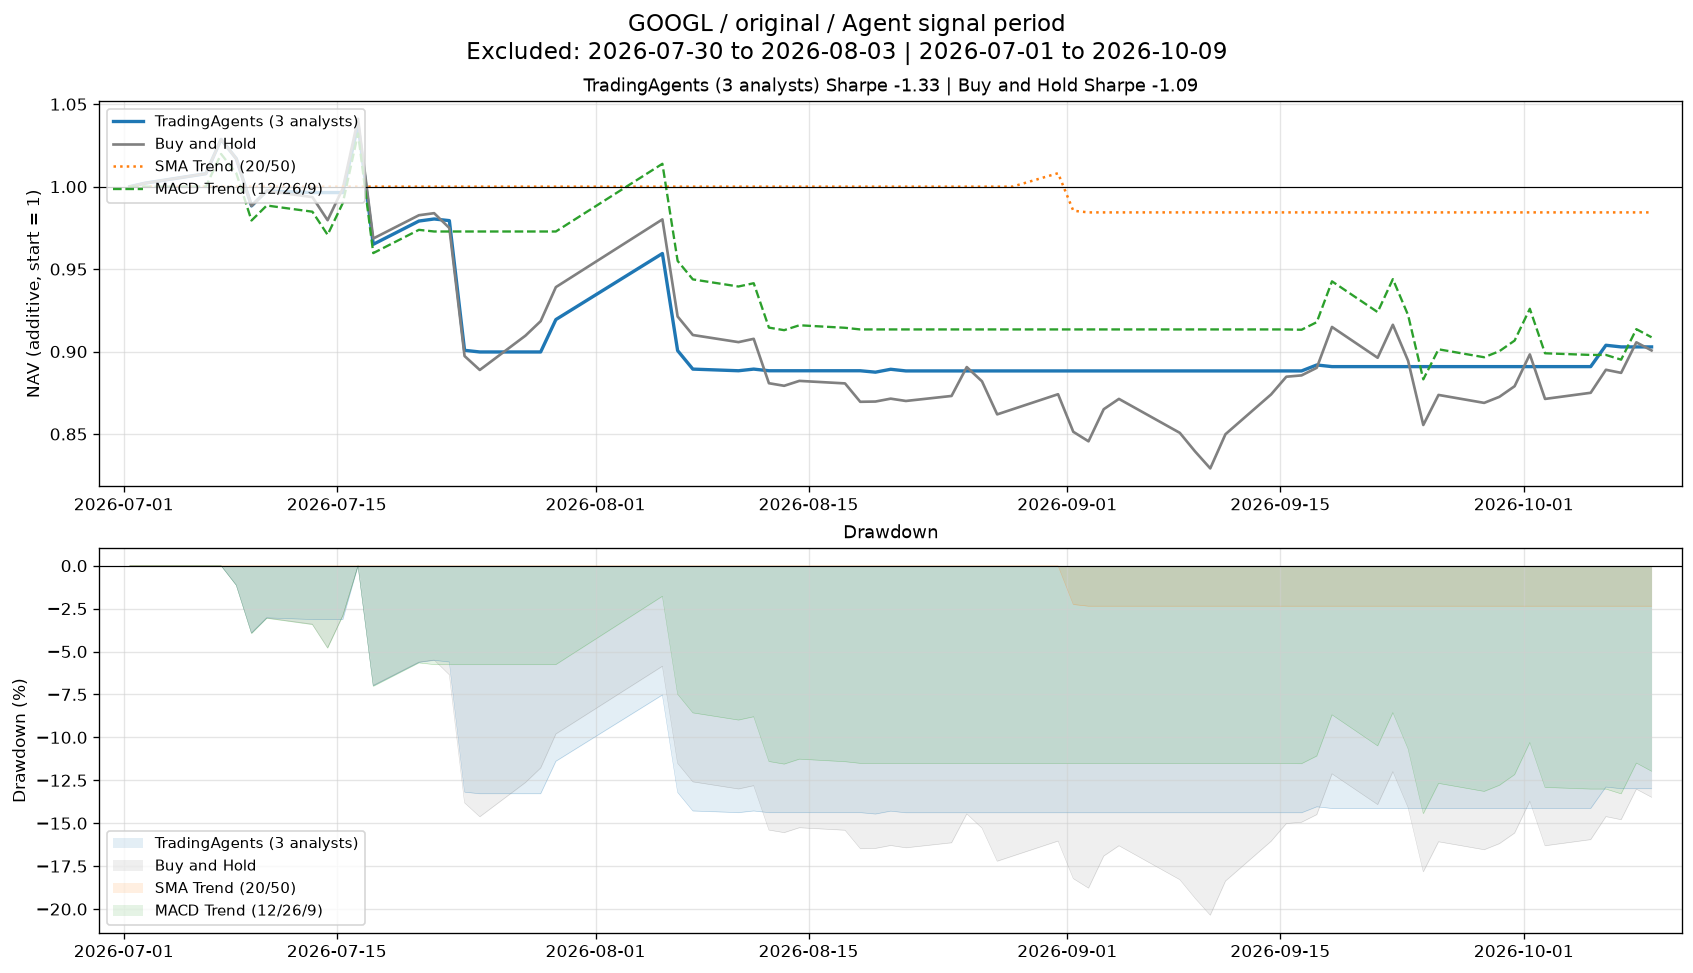 GOOGL / original / Agent signal period
Excluded: 2026-07-30 to 2026-08-03 | 2026-07-01 to 2026-10-09
TradingAgents (3 analysts) Sharpe -1.33 | Buy and Hold Sharpe -1.09
NAV (additive, start = 1)
1.05
1.00
0.95
0.90
0.85
TradingAgents (3 analysts)
Buy and Hold
SMA Trend (20/50)
MACD Trend (12/26/9)
2026-07-01
2026-07-15
2026-08-01
2026-08-15
2026-09-01
2026-09-15
2026-10-01
Drawdown
Drawdown (%)
0.0
−2.5
−5.0
−7.5
−10.0
−12.5
−15.0
−17.5
−20.0
TradingAgents (3 analysts)
Buy and Hold
SMA Trend (20/50)
MACD Trend (12/26/9)
2026-07-01
2026-07-15
2026-08-01
2026-08-15
2026-09-01
2026-09-15
2026-10-01